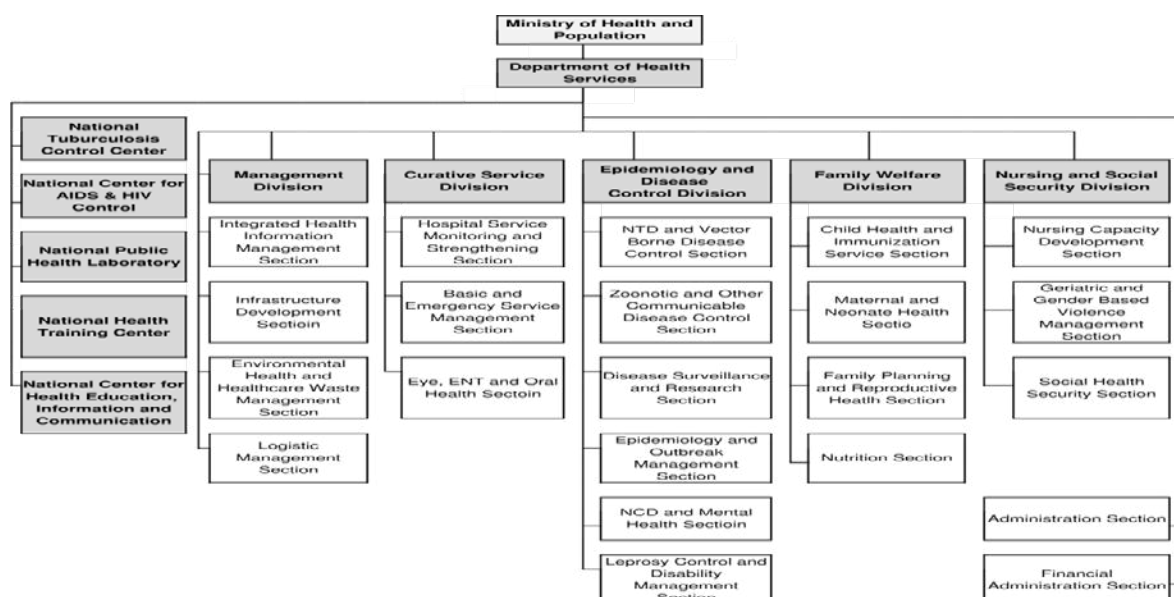 Ministry of Health and
Population
Department of Health
Services
National
Tuburculosis
Control Center
National Center for
AIDS & HIV
Control
National Public
Health Laboratory
National Health
Training Center
National Center for
Health Education,
Information and
Communication
Management
Division
Integrated Health
Information
Management
Section
Infrastructure
Development
Sectioin
Environmental
Health and
Healthcare Waste
Management
Section
Logistic
Management
Section
Curative Service
Division
Hospital Service
Monitoring and
Strengthening
Section
Basic and
Emergency Service
Management
Section
Eye, ENT and Oral
Health Sectoin
Epidemiology and
Disease
Control Division
NTD and Vector
Borne Disease
Control Section
Zoonotic and Other
Communicable
Disease Control
Section
Disease Surveillance
and Research
Section
Epidemiology and
Outbreak
Management
Section
NCD and Mental
Health Sectioin
Leprosy Control and
Disability
Management
Section
Family Welfare
Division
Child Health and
Immunization
Service Section
Maternal and
Neonate Health
Sectio
Family Planning
and Reproductive
Heatlh Section
Nutrition Section
Nursing and Social
Security Division
Nursing Capacity
Development
Section
Geriatric and
Gender Based
Violence
Management
Section
Social Health
Security Section
Administration Section
Financial
Administration Section